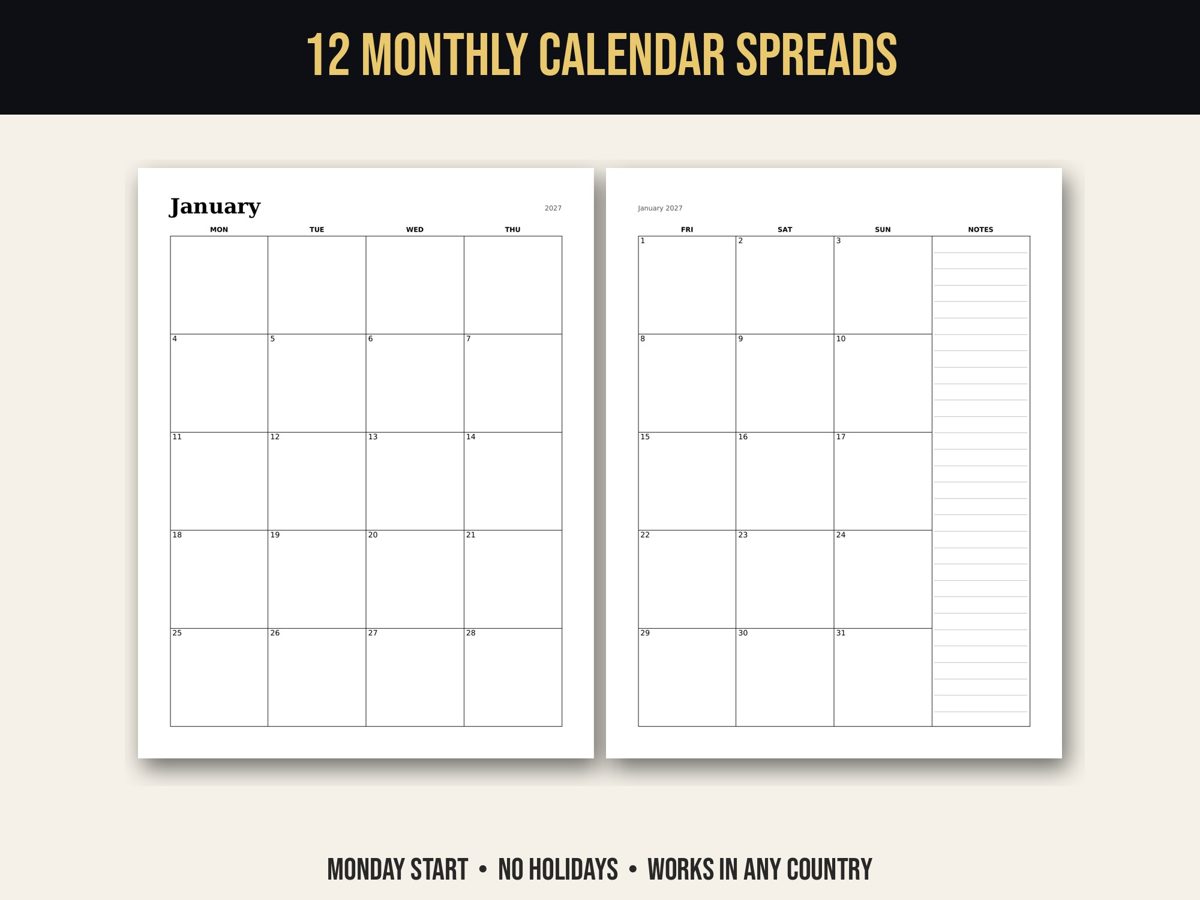 12 MONTHLY CALENDAR SPREADS
January 2027
MON TUE WED THU
4 5 6 7
11 12 13 14
18 19 20 21
25 26 27 28
January 2027
FRI SAT SUN NOTES
1 2 3
8 9 10
15 16 17
22 23 24
29 30 31
MONDAY START • NO HOLIDAYS • WORKS IN ANY COUNTRY